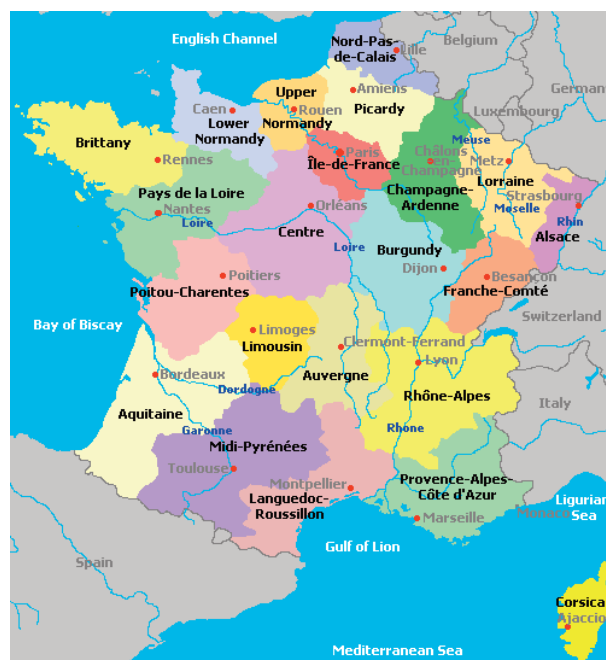 English Channel
Nord-Pas-
de-Calais
Lille
Belgium
Germany
Amiens
Upper
Normandy
Rouen
Picardy
Luxembourg
Caen
Lower
Normandy
Brittany
Rennes
Paris
Île-de-France
Châlons
en-
Champagne
Meuse
Metz
Lorraine
Champagne-
Ardenne
Strasbourg
Moselle
Rhin
Alsace
Pays de la Loire
Nantes
Loire
Orléans
Centre
Loire
Burgundy
Dijon
Besançon
Franche-Comté
Poitiers
Poitou-Charentes
Switzerland
Bay of Biscay
Limoges
Limousin
Clermont-Ferrand
Lyon
Auvergne
Bordeaux
Dordogne
Rhône-Alpes
Italy
Aquitaine
Garonne
Rhone
Midi-Pyrénées
Toulouse
Montpellier
Languedoc-
Roussillon
Provence-Alpes-
Côte d'Azur
Marseille
Monaco
Ligurian
Sea
Gulf of Lion
Spain
Corsica
Ajaccio
Mediterranean Sea